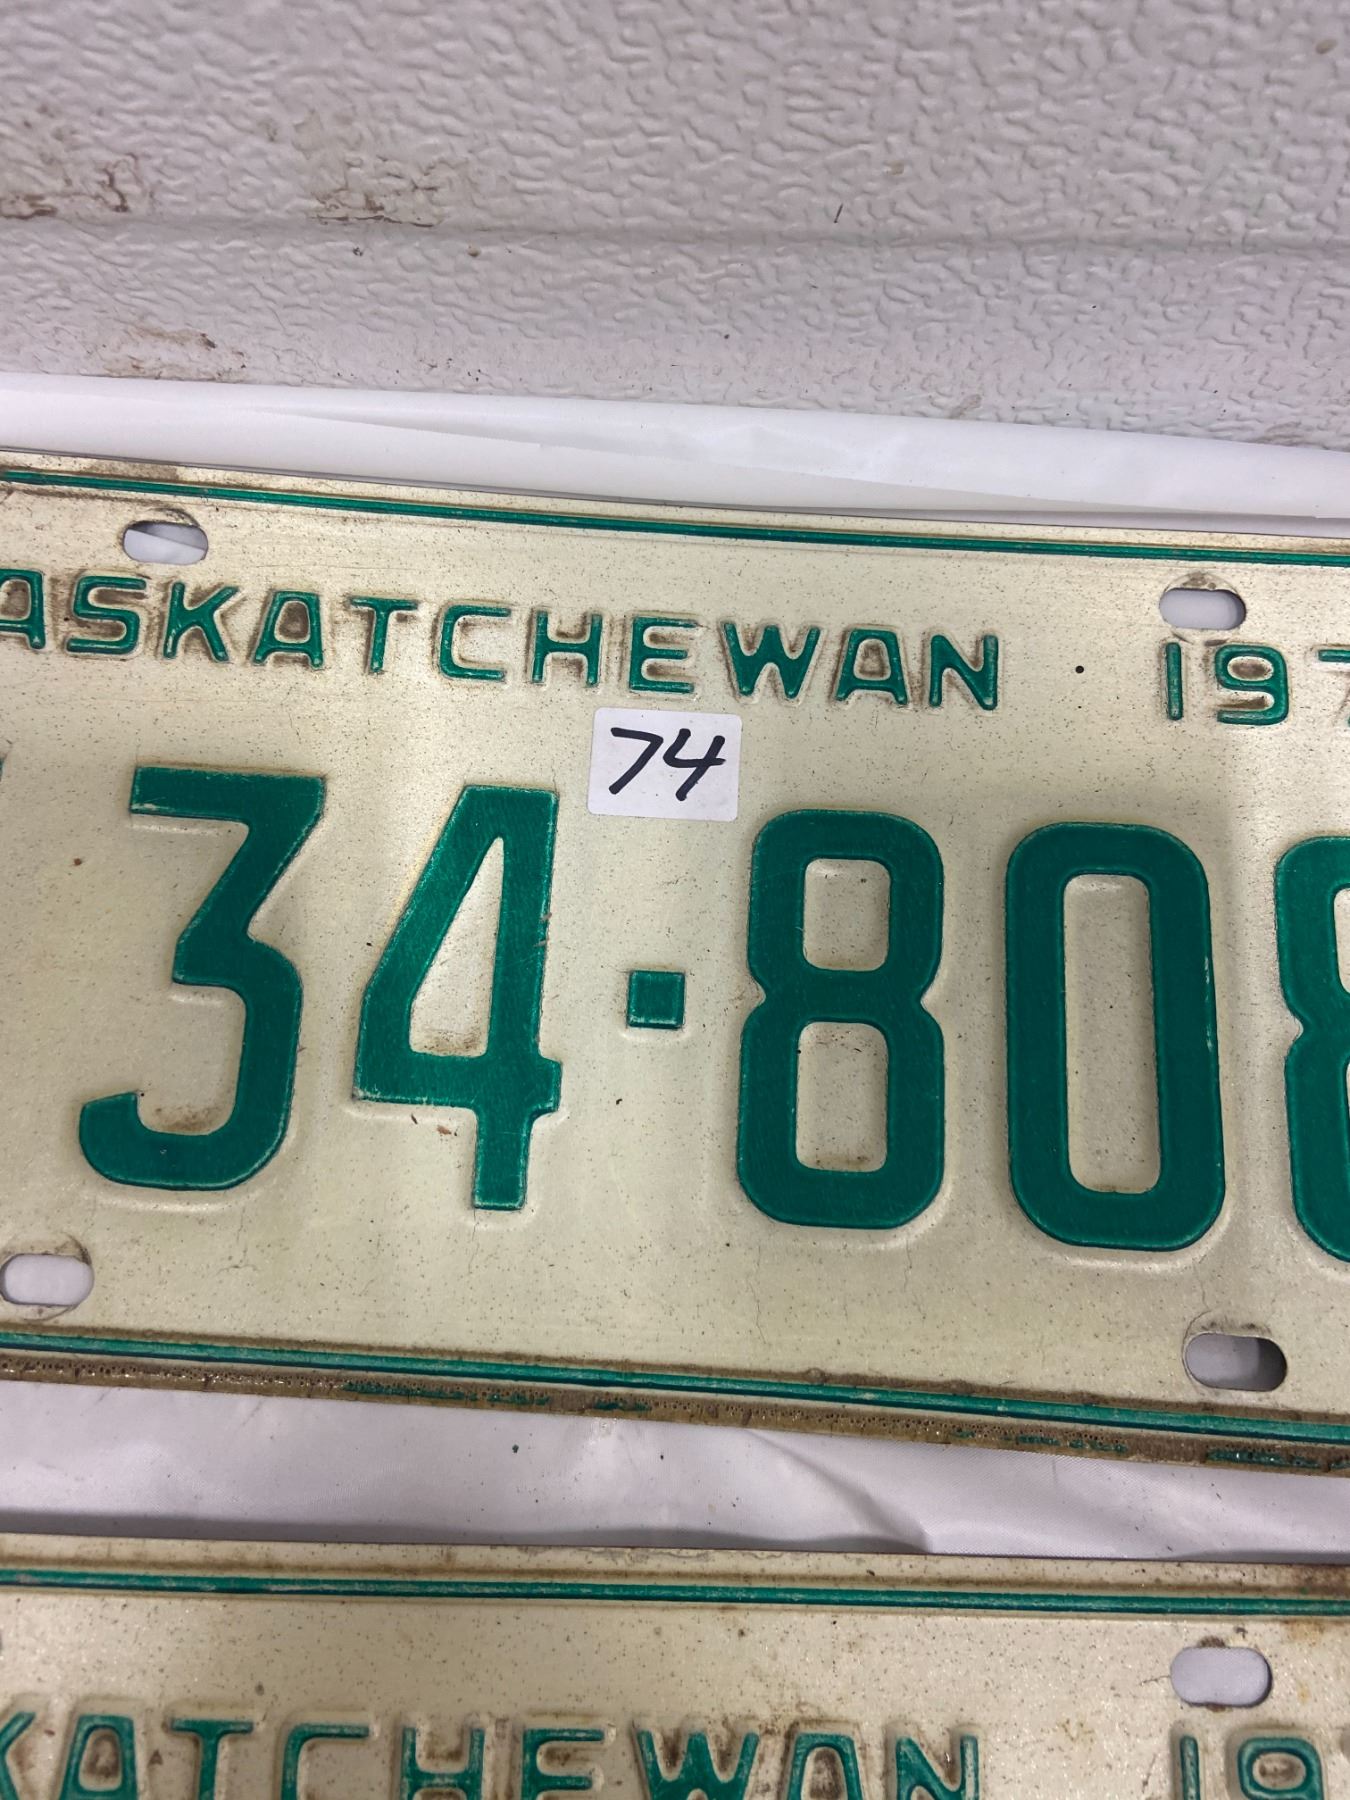 ASKATCHEWAN 197
74
34-808
KATCHEWAN 19